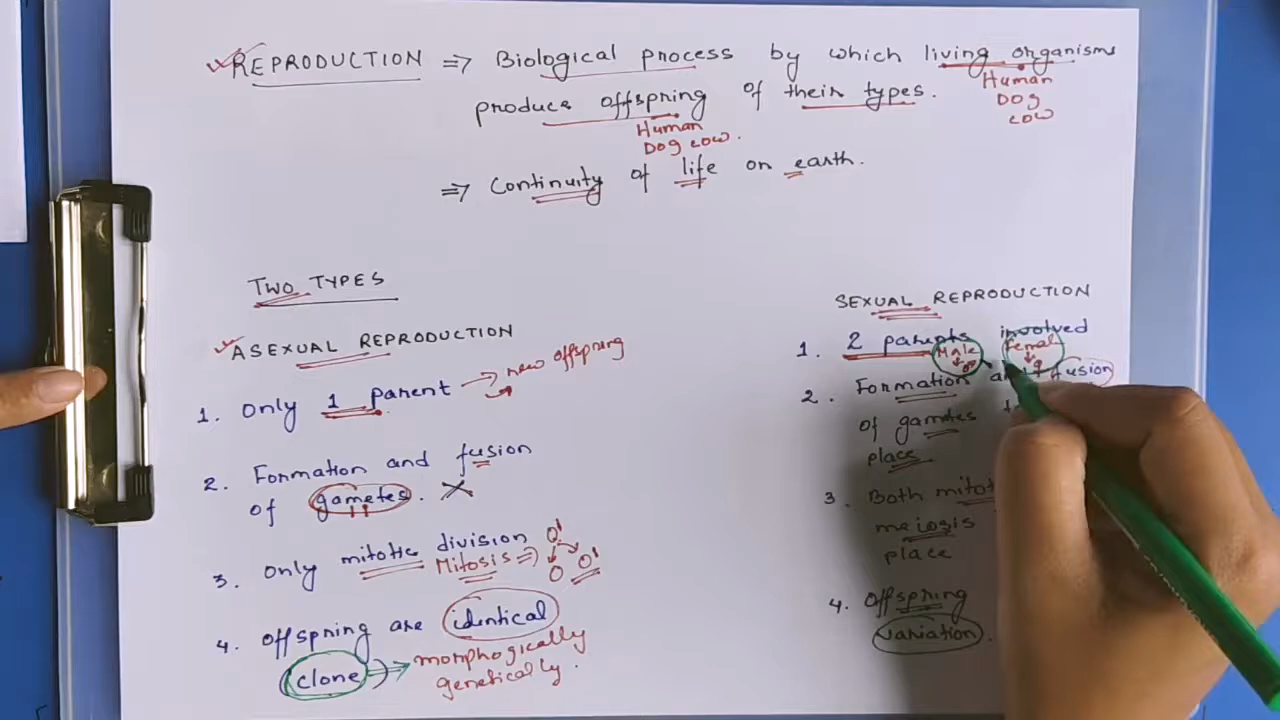 REPRODUCTION ⇒ Biological process by which living organisms
Human
Dog
cow
produce offspring of their types.
Human
Dog cow.
⇒ Continuity of life on earth.
TWO TYPES
ASEXUAL REPRODUCTION
1. Only 1 parent → new offspring
2. Formation and fusion
of gametes. X
3. Only mitotic division
Mitosis ⇒
4. Offspring are identical
(clone) → morphogically
genetically.
SEXUAL REPRODUCTION
1. 2 parents involved
Male
Femal
2. Formation and fusion
of gametes
place
3. Both
meiosis
place
4. Offspring
variation.